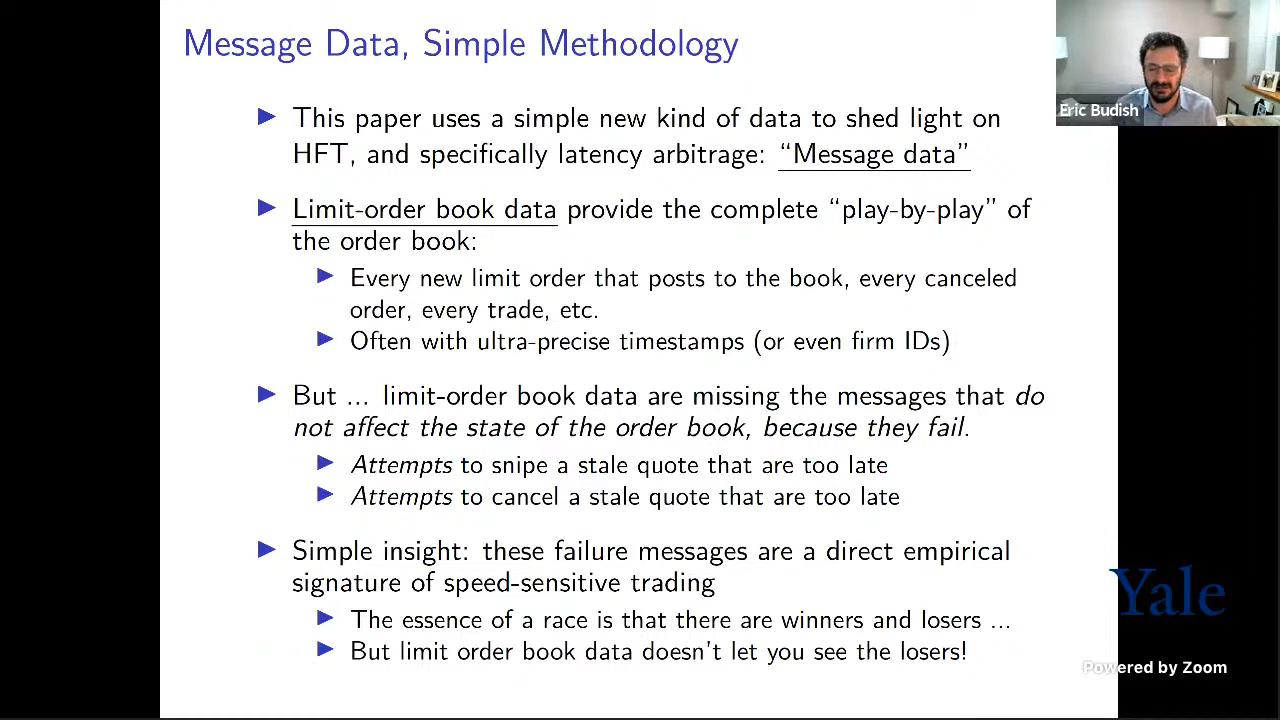 Message Data, Simple Methodology
This paper uses a simple new kind of data to shed light on
HFT, and specifically latency arbitrage: “Message data”
Limit-order book data provide the complete “play-by-play” of
the order book:
Every new limit order that posts to the book, every canceled
order, every trade, etc.
Often with ultra-precise timestamps (or even firm IDs)
But ... limit-order book data are missing the messages that do
not affect the state of the order book, because they fail.
Attempts to snipe a stale quote that are too late
Attempts to cancel a stale quote that are too late
Simple insight: these failure messages are a direct empirical
signature of speed-sensitive trading
The essence of a race is that there are winners and losers ...
But limit order book data doesn’t let you see the losers!
Eric Budish
Yale
Powered by Zoom